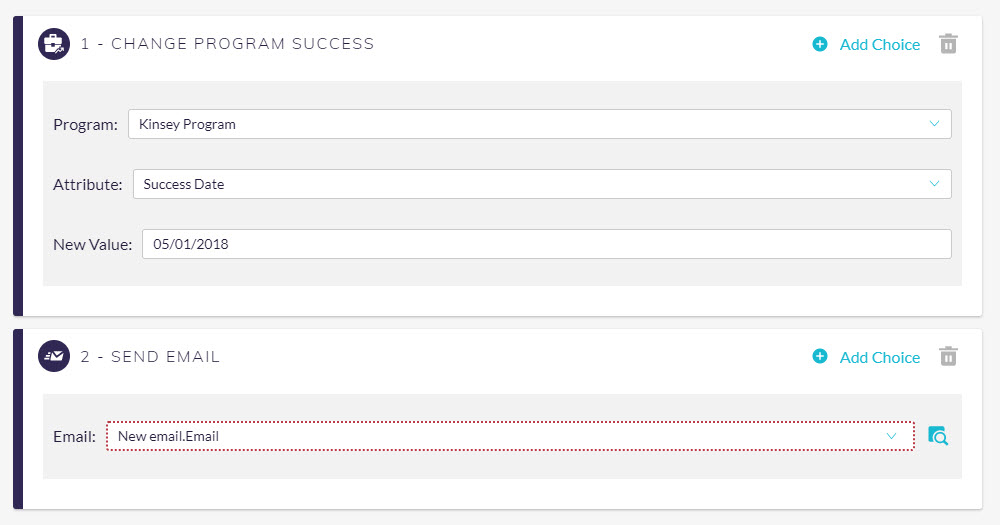 1 - CHANGE PROGRAM SUCCESS
Add Choice
Program: Kinsey Program
Attribute: Success Date
New Value: 05/01/2018
2 - SEND EMAIL
Add Choice
Email: New email.Email